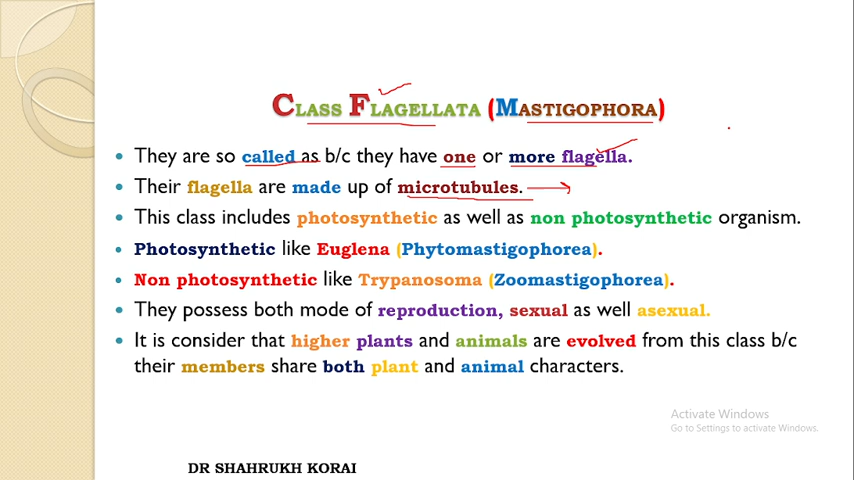 Class Flagellata (Mastigophora)
They are so called as b/c they have one or more flagella.
Their flagella are made up of microtubules.
This class includes photosynthetic as well as non photosynthetic organism.
Photosynthetic like Euglena (Phytomastigophorea).
Non photosynthetic like Trypanosoma (Zoomastigophorea).
They possess both mode of reproduction, sexual as well asexual.
It is consider that higher plants and animals are evolved from this class b/c
their members share both plant and animal characters.
Activate Windows
Go to Settings to activate Windows.
DR SHAHRUKH KORAI